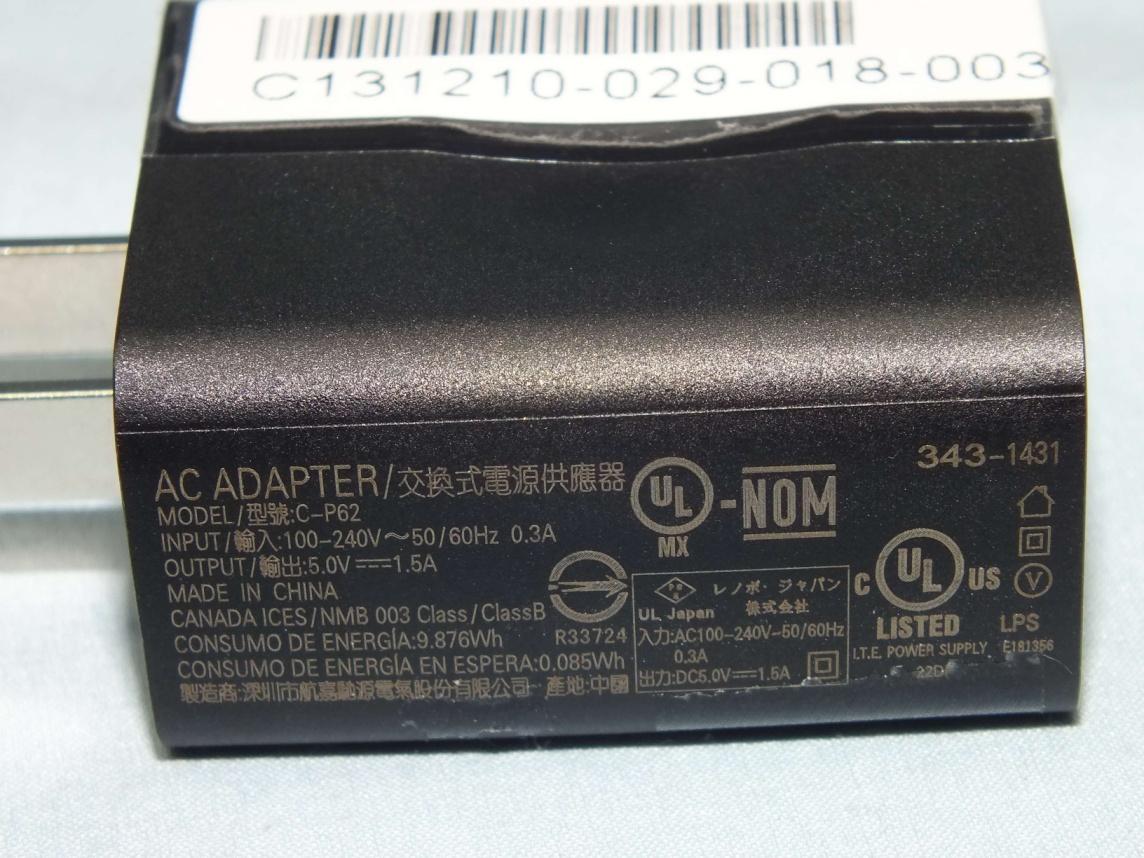 C131210-029-018-003
343-1431
AC ADAPTER/交換式電源供應器
MODEL/型號:C-P62
INPUT/輸入:100-240V～50/60Hz 0.3A
OUTPUT/輸出:5.0V⎓1.5A
MADE IN CHINA
CANADA ICES/NMB 003 Class/ClassB
CONSUMO DE ENERGÍA:9.876Wh
CONSUMO DE ENERGÍA EN ESPERA:0.085Wh
製造商:深圳市航嘉馳源電氣股份有限公司 產地:中國
UL
MX
-NOM
R33724
レノボ・ジャパン
UL Japan 株式会社
入力:AC100-240V~50/60Hz
0.3A
出力:DC5.0V⎓1.5A
C UL US
LISTED
I.T.E. POWER SUPPLY
22D
V
LPS
E181356